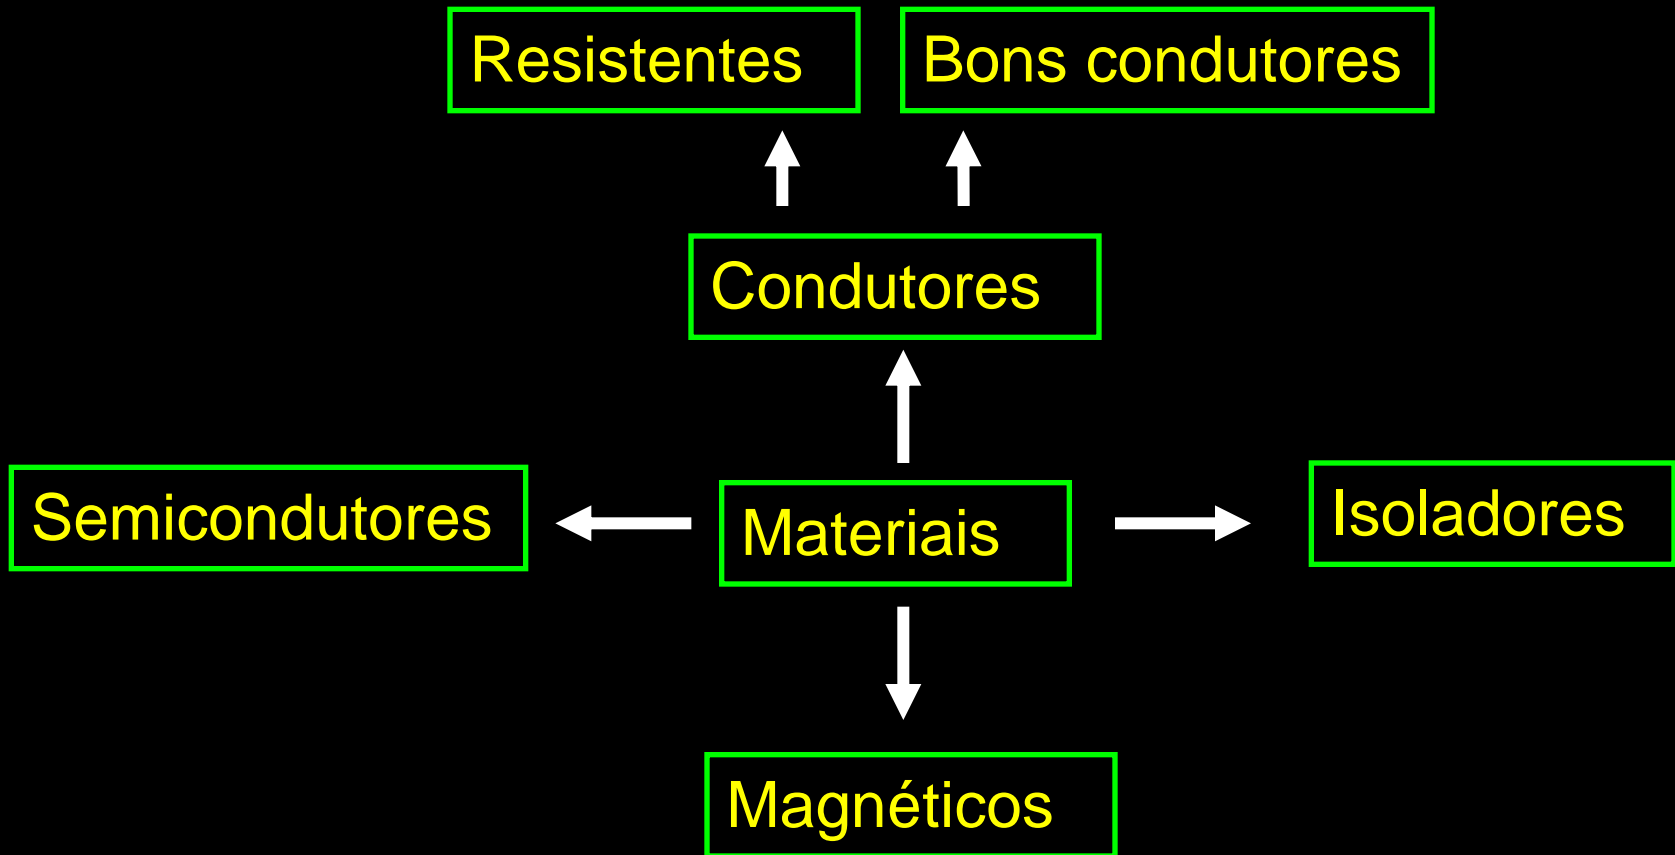 Resistentes
Bons condutores
Condutores
Semicondutores
Materiais
Isoladores
Magnéticos